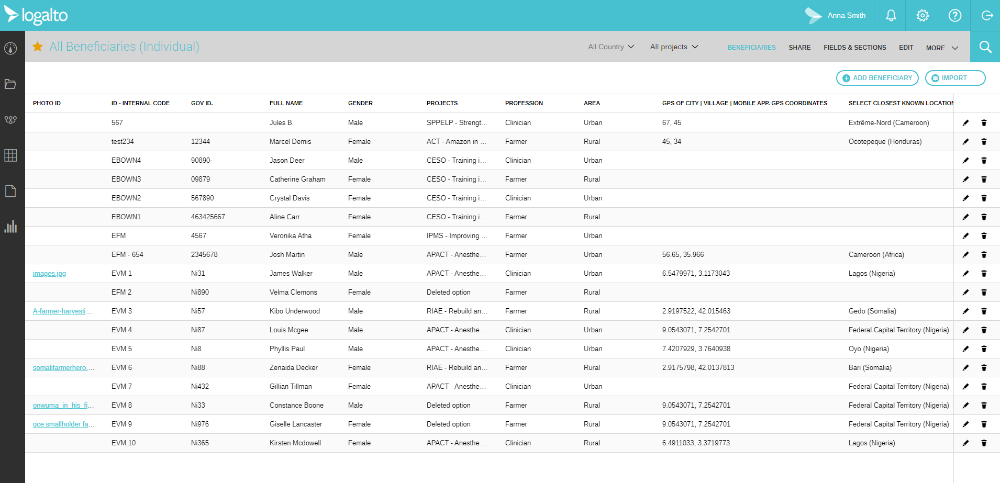 logalto
Anna Smith
All Beneficiaries (Individual)
All Country
All projects
BENEFICIARIES
SHARE
FIELDS & SECTIONS
EDIT
MORE
ADD BENEFICIARY
IMPORT
PHOTO ID ID - INTERNAL CODE GOV ID. FULL NAME GENDER PROJECTS PROFESSION AREA GPS OF CITY | VILLAGE | MOBILE APP. GPS COORDINATES SELECT CLOSEST KNOWN LOCATION
567 Jules B. Male SPPELP - Strengt... Clinician Urban 67, 45 Extrême-Nord (Cameroon)
test234 12344 Marcel Demis Female ACT - Amazon in ... Farmer Rural 45, 34 Ocotepeque (Honduras)
EBOWN4 90890- Jason Deer Male CESO - Training i... Clinician Urban
EBOWN3 09879 Catherine Graham Female CESO - Training i... Farmer Rural
EBOWN2 567890 Crystal Davis Female CESO - Training i... Clinician Urban
EBOWN1 463425667 Aline Carr Female CESO - Training i... Farmer Rural
EFM 4567 Veronika Atha Female IPMS - Improving ... Farmer Urban
EFM - 654 2345678 Josh Martin Male APACT - Anesthe... Farmer Urban 56.65, 35.966 Cameroon (Africa)
images.jpg EVM 1 Ni31 James Walker Male APACT - Anesthe... Clinician Urban 6.5479971, 3.1173043 Lagos (Nigeria)
EFM 2 Ni890 Velma Clemons Female Deleted option Farmer Rural
A-farmer-harvesti... EVM 3 Ni57 Kibo Underwood Male RIAE - Rebuild an... Farmer Rural 2.9197522, 42.015463 Gedo (Somalia)
EVM 4 Ni87 Louis Mcgee Male APACT - Anesthe... Clinician Urban 9.0543071, 7.2542701 Federal Capital Territory (Nigeria)
EVM 5 Ni8 Phyllis Paul Male APACT - Anesthe... Clinician Urban 7.4207929, 3.7640938 Oyo (Nigeria)
somalifarmerhero.... EVM 6 Ni88 Zenaida Decker Female RIAE - Rebuild an... Farmer Rural 2.9175798, 42.0137813 Bari (Somalia)
EVM 7 Ni432 Gillian Tillman Female APACT - Anesthe... Clinician Urban Federal Capital Territory (Nigeria)
onwuma_in_his_fi... EVM 8 Ni33 Constance Boone Male Deleted option Farmer Rural 9.0543071, 7.2542701 Federal Capital Territory (Nigeria)
gce smallholder fa... EVM 9 Ni976 Giselle Lancaster Female Deleted option Farmer Rural 9.0543071, 7.2542701 Federal Capital Territory (Nigeria)
EVM 10 Ni365 Kirsten Mcdowell Female APACT - Anesthe... Clinician Rural 6.4911033, 3.3719773 Lagos (Nigeria)